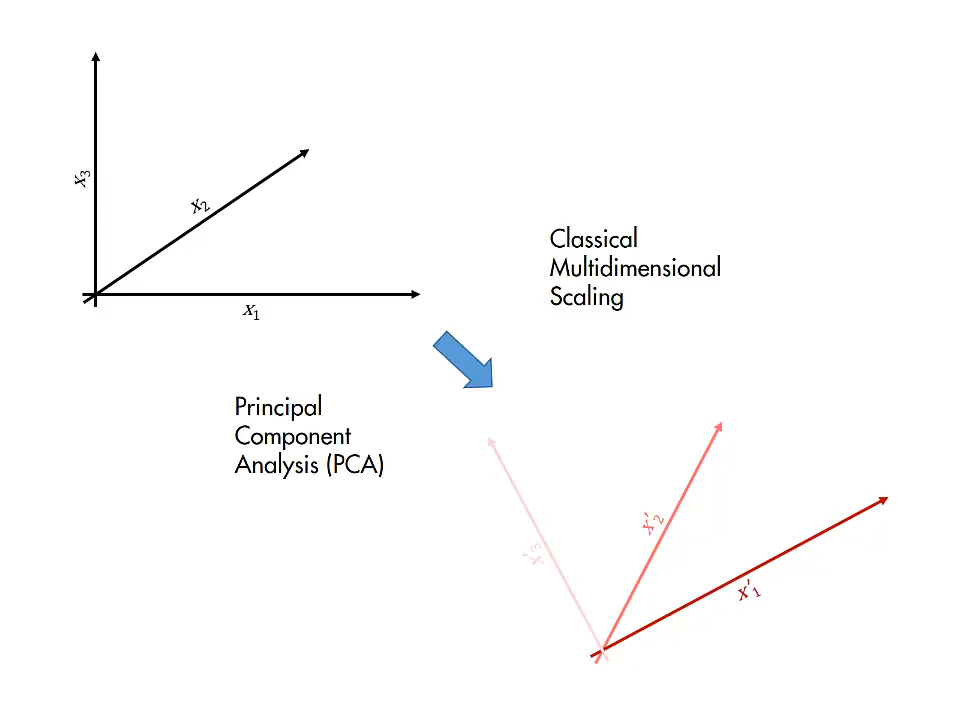 x₃
x₂
x₁
Classical
Multidimensional
Scaling
Principal
Component
Analysis (PCA)
x′₃
x′₂
x′₁